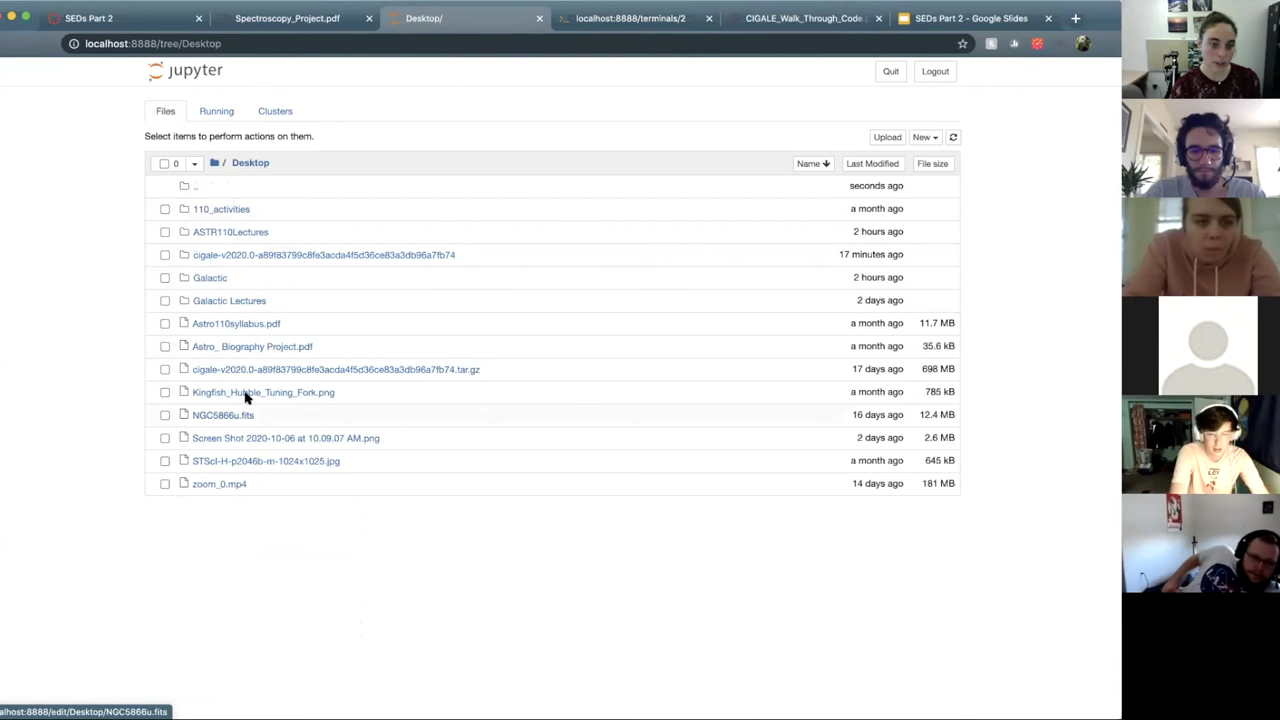 SEDs Part 2 × Spectroscopy_Project.pdf × Desktop/ × localhost:8888/terminals/2 × CIGALE_Walk_Through_Code. × SEDs Part 2 - Google Slides × +
localhost:8888/tree/Desktop
jupyter Quit Logout
Files Running Clusters
Select items to perform actions on them. Upload New
0 / Desktop Name Last Modified File size
.. seconds ago
110_activities a month ago
ASTR110Lectures 2 hours ago
cigale-v2020.0-a89f83799c8fe3acda4f5d36ce83a3db96a7fb74 17 minutes ago
Galactic 2 hours ago
Galactic Lectures 2 days ago
Astro110syllabus.pdf a month ago 11.7 MB
Astro_ Biography Project.pdf a month ago 35.6 kB
cigale-v2020.0-a89f83799c8fe3acda4f5d36ce83a3db96a7fb74.tar.gz 17 days ago 698 MB
Kingfish_Hubble_Tuning_Fork.png a month ago 785 kB
NGC5866u.fits 16 days ago 12.4 MB
Screen Shot 2020-10-06 at 10.09.07 AM.png 2 days ago 2.6 MB
STScI-H-p2046b-m-1024x1025.jpg a month ago 645 kB
zoom_0.mp4 14 days ago 181 MB
alhost:8888/edit/Desktop/NGC5866u.fits